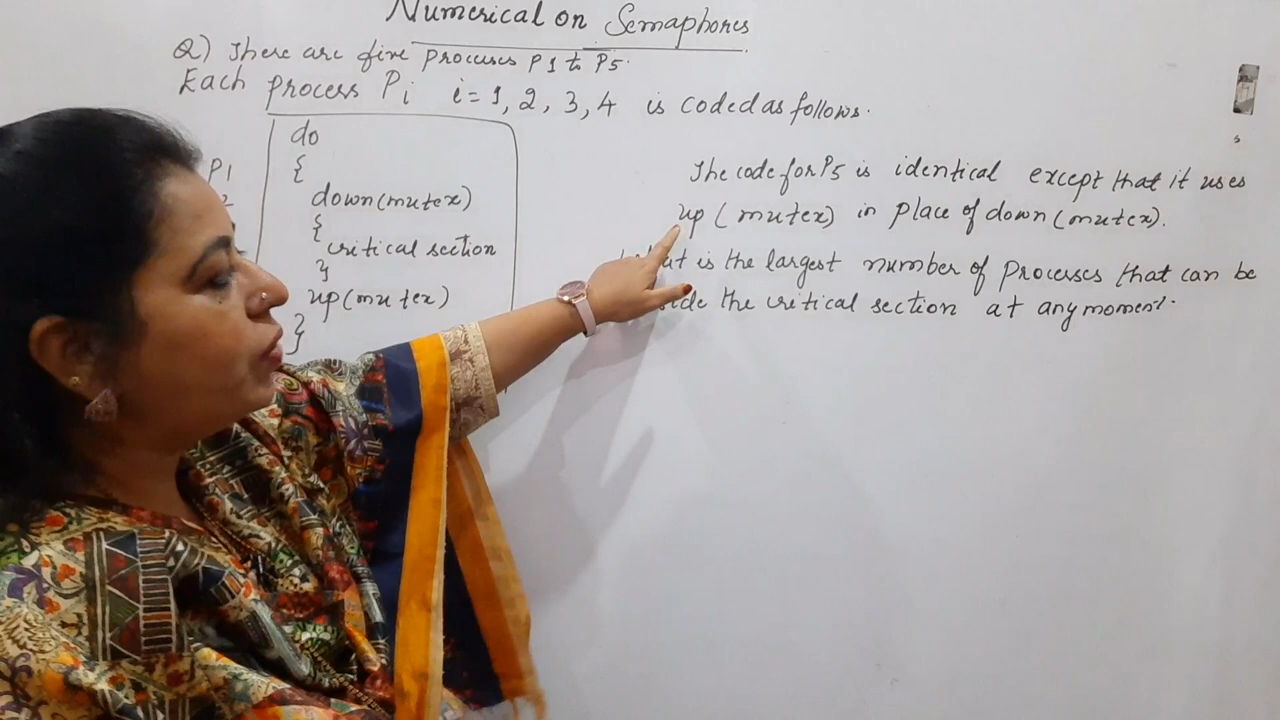 Numerical on Semaphores
Q) There are five processes P1 to P5.
Each process Pi i=1, 2, 3, 4 is coded as follows.
P1
2
do
{
down(mutex)
{
critical section
}
up(mutex)
}
The code for P5 is identical except that it uses
up (mutex) in place of down(mutex).
is the largest number of processes that can be
the critical section at any moment.